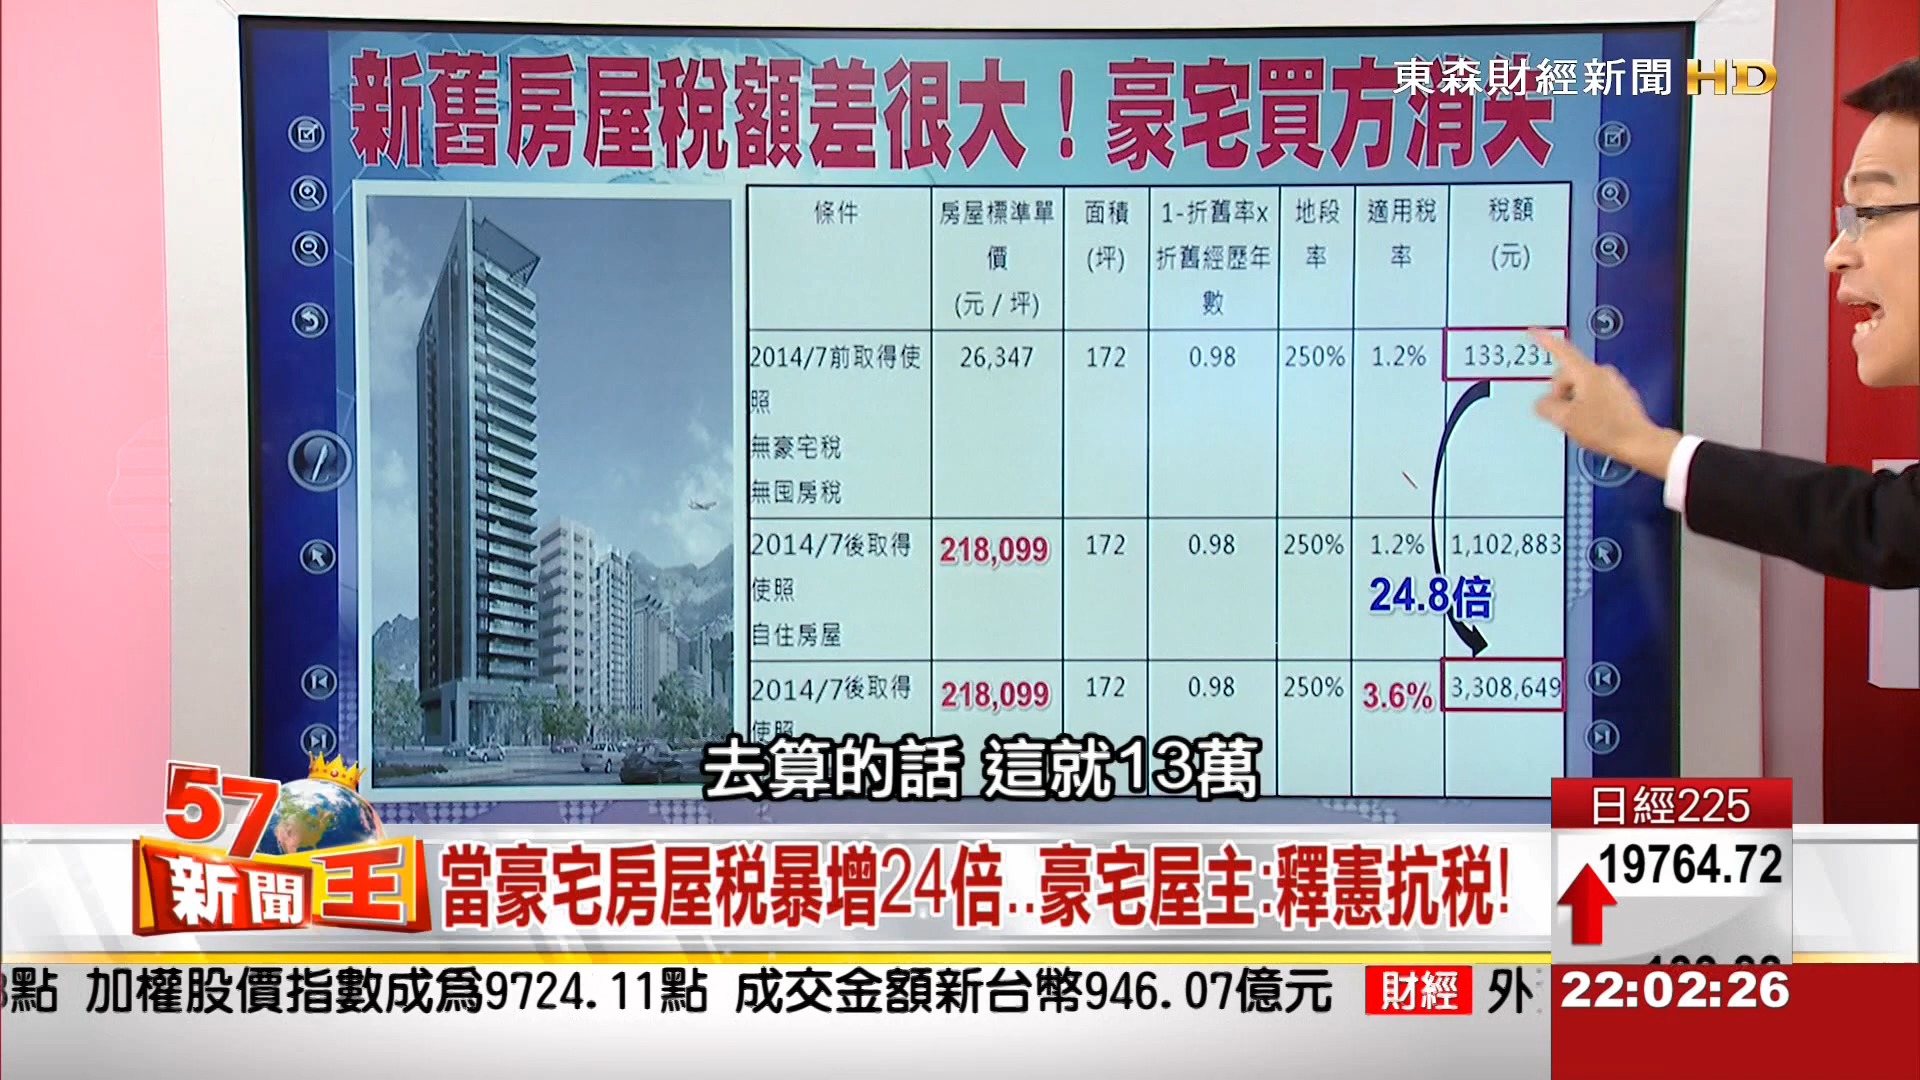 新舊房屋稅額差很大！豪宅買方消失
東森財經新聞HD
條件
房屋標準單
價
(元 / 坪)
面積
(坪)
1-折舊率x
折舊經歷年
數
地段
率
適用稅
率
稅額
(元)
2014/7前取得使
照
無豪宅稅
無囤房稅
26,347
172
0.98
250%
1.2%
133,231
2014/7後取得
使照
自住房屋
218,099
172
0.98
250%
1.2%
1,102,883
24.8倍
2014/7後取得
使照
218,099
172
0.98
250%
3.6%
3,308,649
去算的話 這就13萬
57
新聞
王
當豪宅房屋稅暴增24倍..豪宅屋主:釋憲抗稅!
日經225
19764.72
點 加權股價指數成為9724.11點 成交金額新台幣946.07億元 財經 外
22:02:26